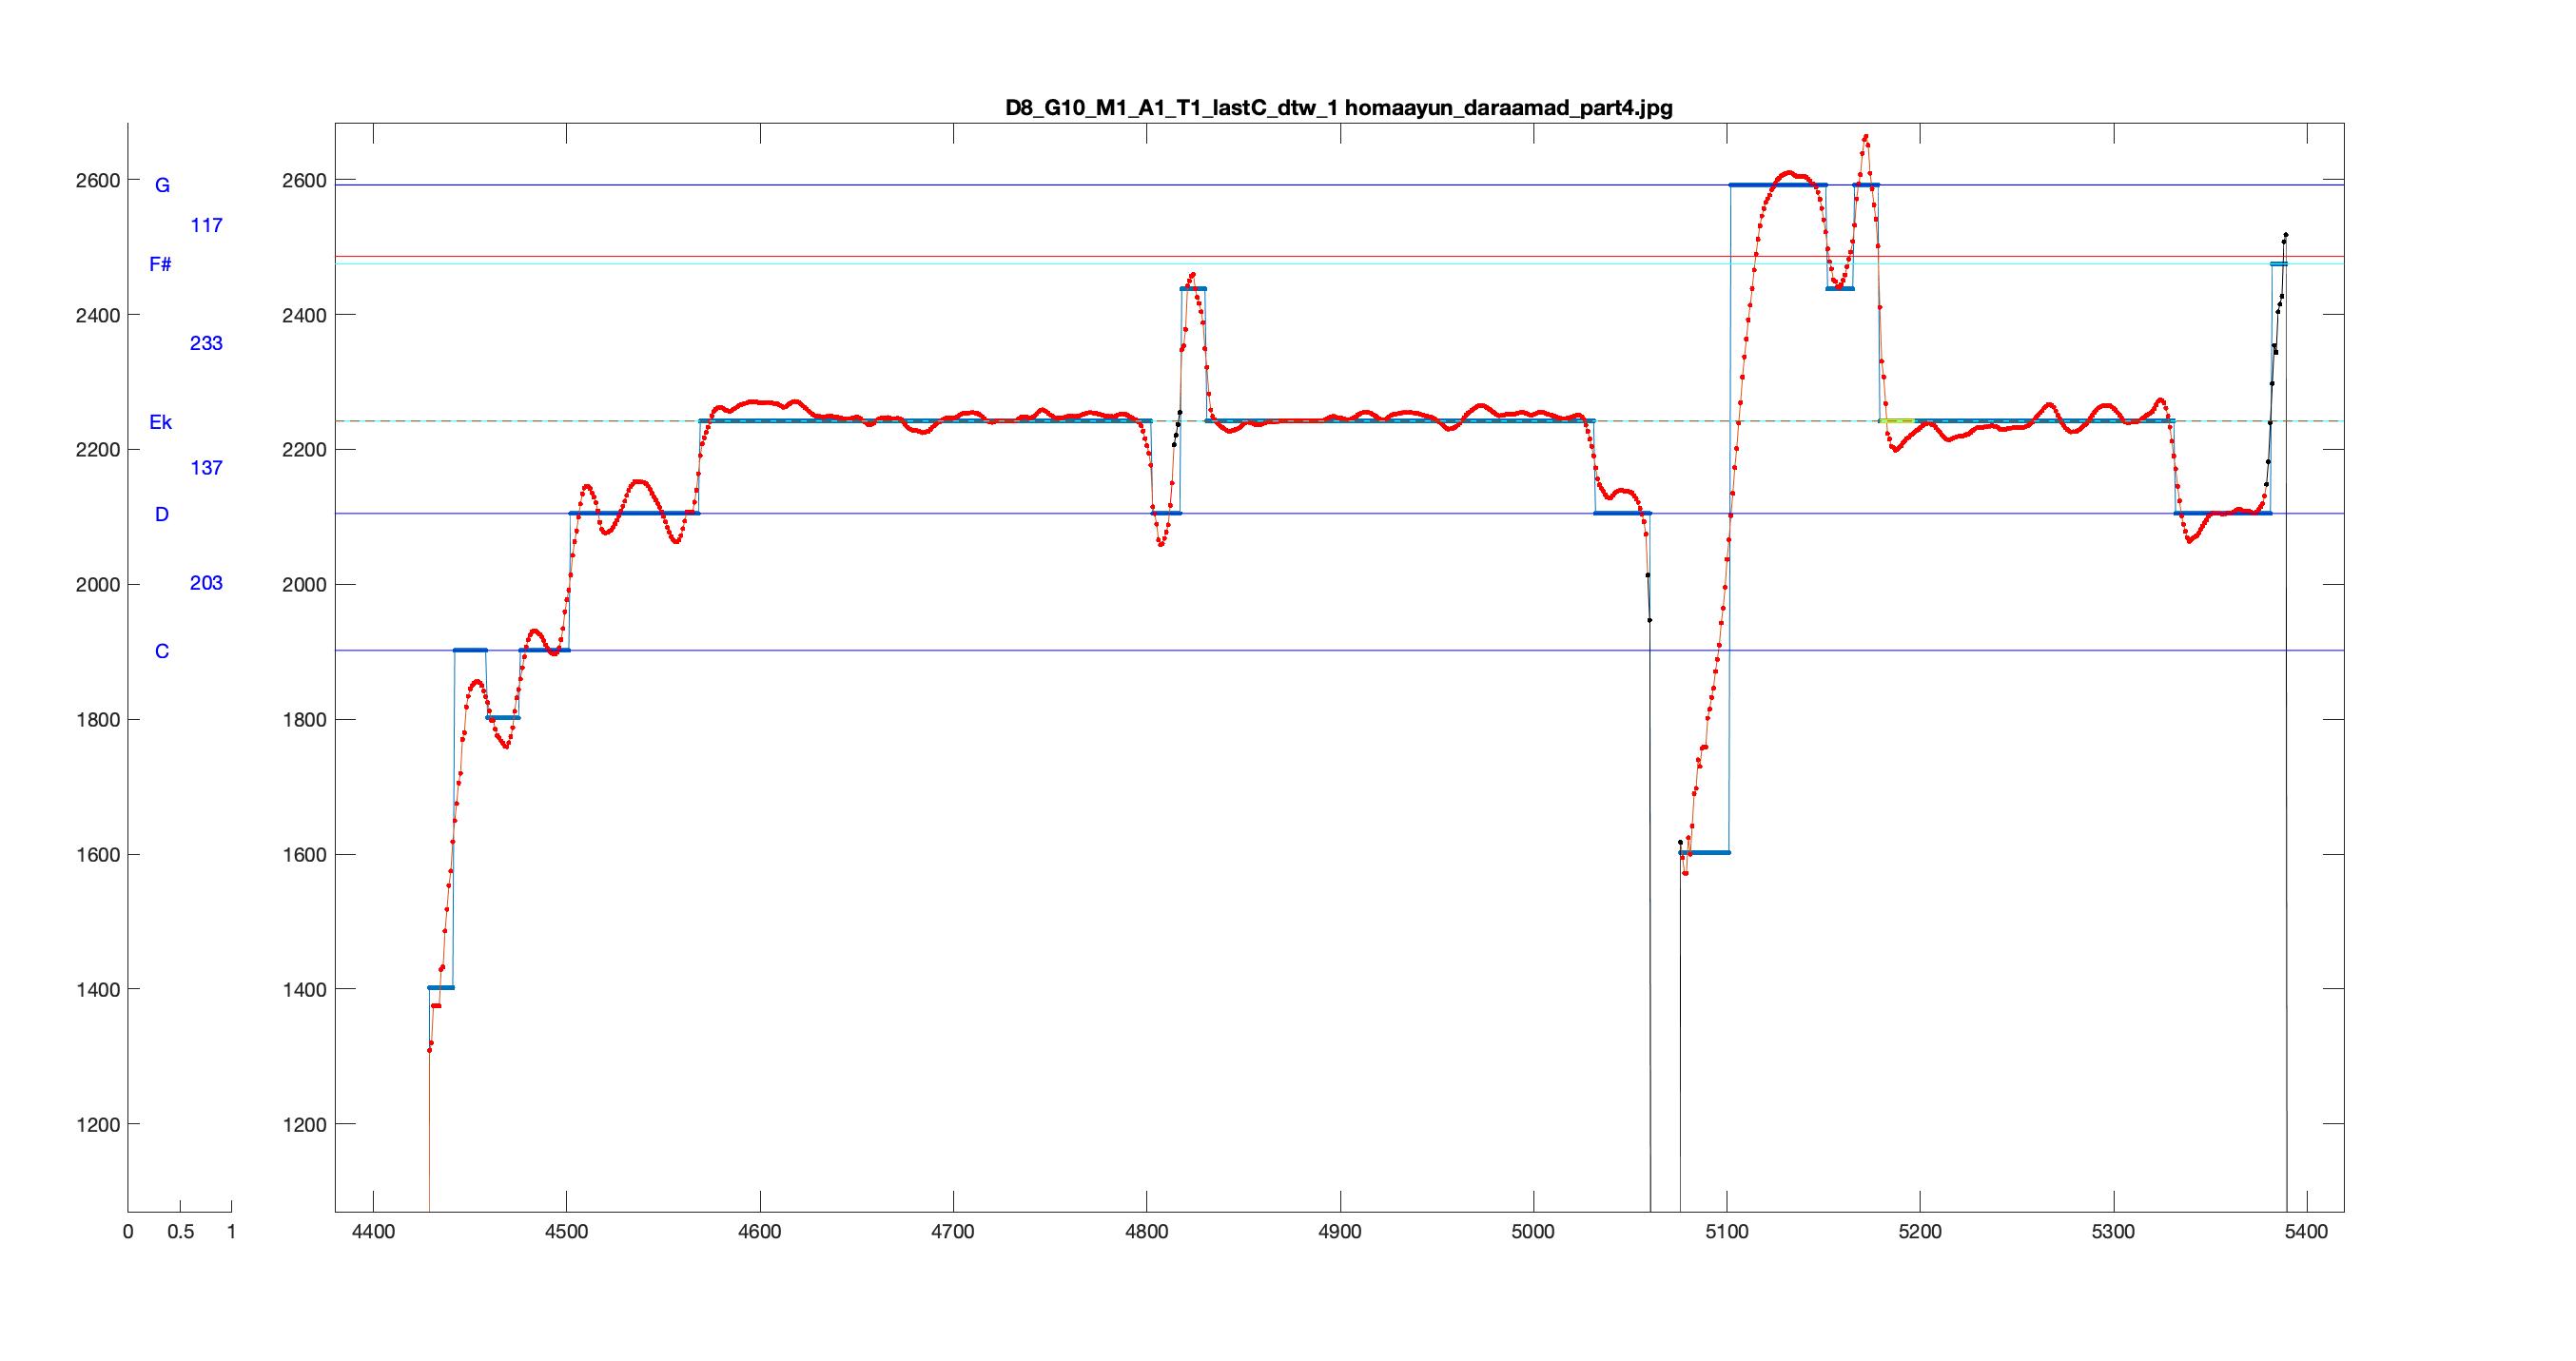 D8_G10_M1_A1_T1_lastC_dtw_1 homaayun_daraamad_part4.jpg
2600 G 2600
117
F#
2400 2400
233
Ek
2200 2200
137
D
2000 203 2000
C
1800 1800
1600 1600
1400 1400
1200 1200
0 0.5 1 4400 4500 4600 4700 4800 4900 5000 5100 5200 5300 5400